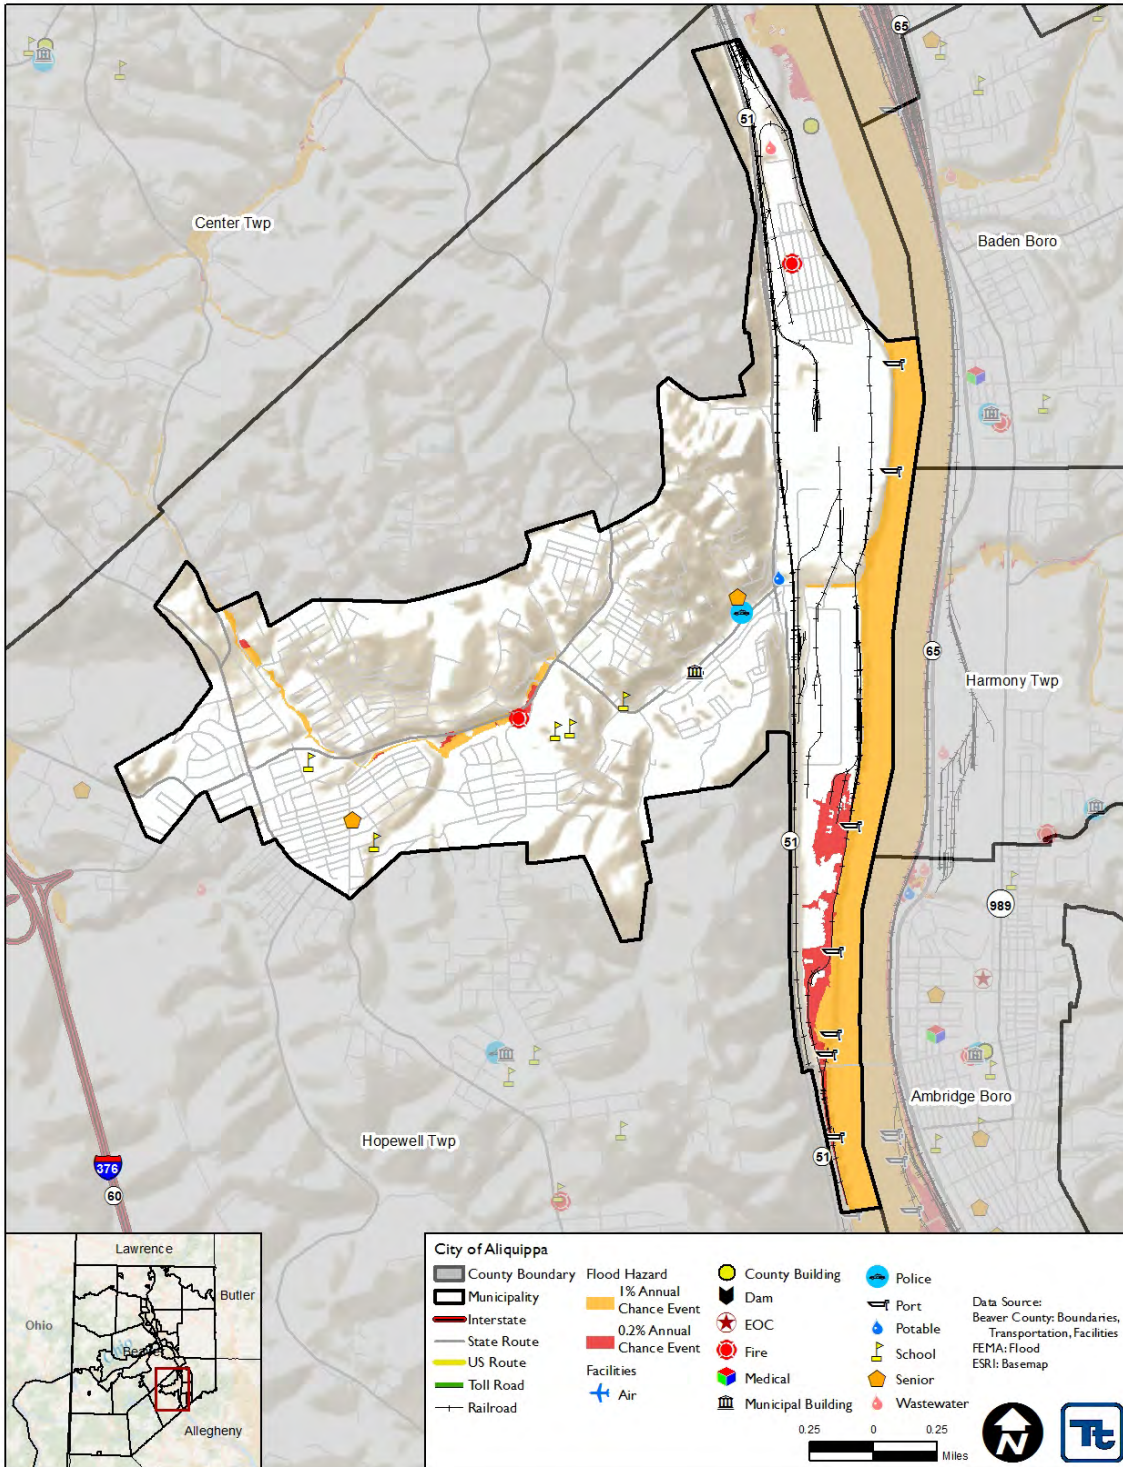 65
51
Center Twp
Baden Boro
65
Harmony Twp
51
989
Ambridge Boro
Hopewell Twp
51
376
60
Lawrence
Butler
Ohio
Beaver
Ohio
Allegheny
City of Aliquippa
County Boundary
Municipality
Interstate
State Route
US Route
Toll Road
Railroad
Flood Hazard
1% Annual
Chance Event
0.2% Annual
Chance Event
Facilities
Air
County Building
Dam
EOC
Fire
Medical
Municipal Building
Police
Port
Potable
School
Senior
Wastewater
Data Source:
Beaver County: Boundaries,
Transportation, Facilities
FEMA: Flood
ESRI: Basemap
0.25 0 0.25
Miles
N
Tt